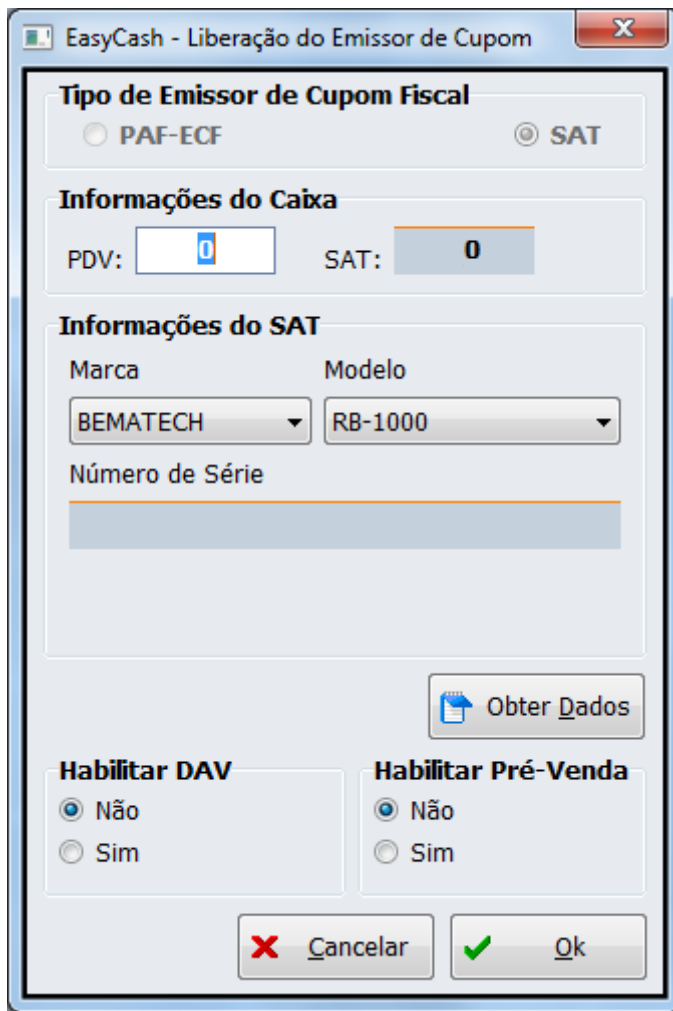 EasyCash - Liberação do Emissor de Cupom
Tipo de Emissor de Cupom Fiscal
PAF-ECF SAT
Informações do Caixa
PDV: 0 SAT: 0
Informações do SAT
Marca Modelo
BEMATECH RB-1000
Número de Série
Obter Dados
Habilitar DAV Habilitar Pré-Venda
Não Não
Sim Sim
Cancelar Ok